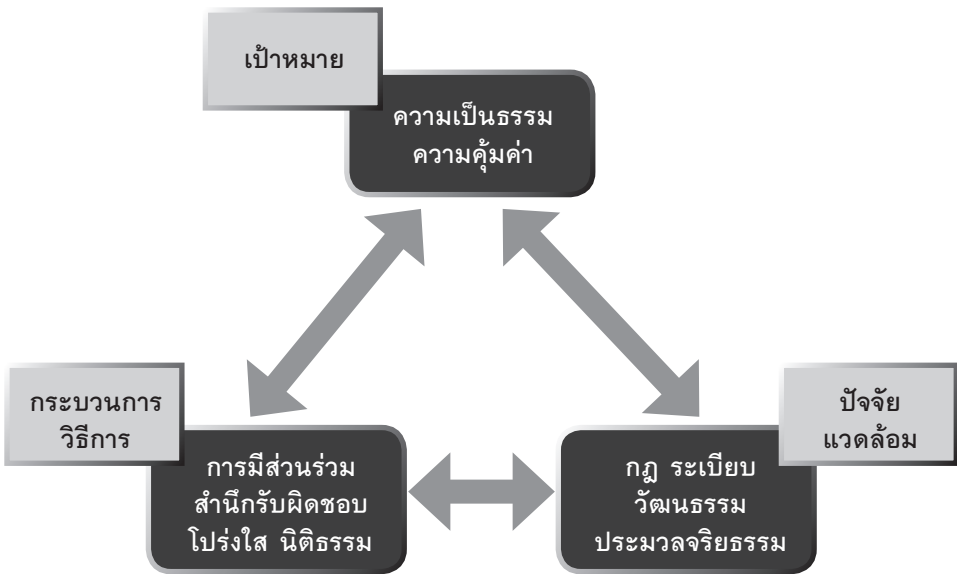 เป้าหมาย
ความเป็นธรรม
ความคุ้มค่า
กระบวนการ
วิธีการ
การมีส่วนร่วม
สำนึกรับผิดชอบ
โปร่งใส นิติธรรม
ปัจจัย
แวดล้อม
กฎ ระเบียบ
วัฒนธรรม
ประมวลจริยธรรม